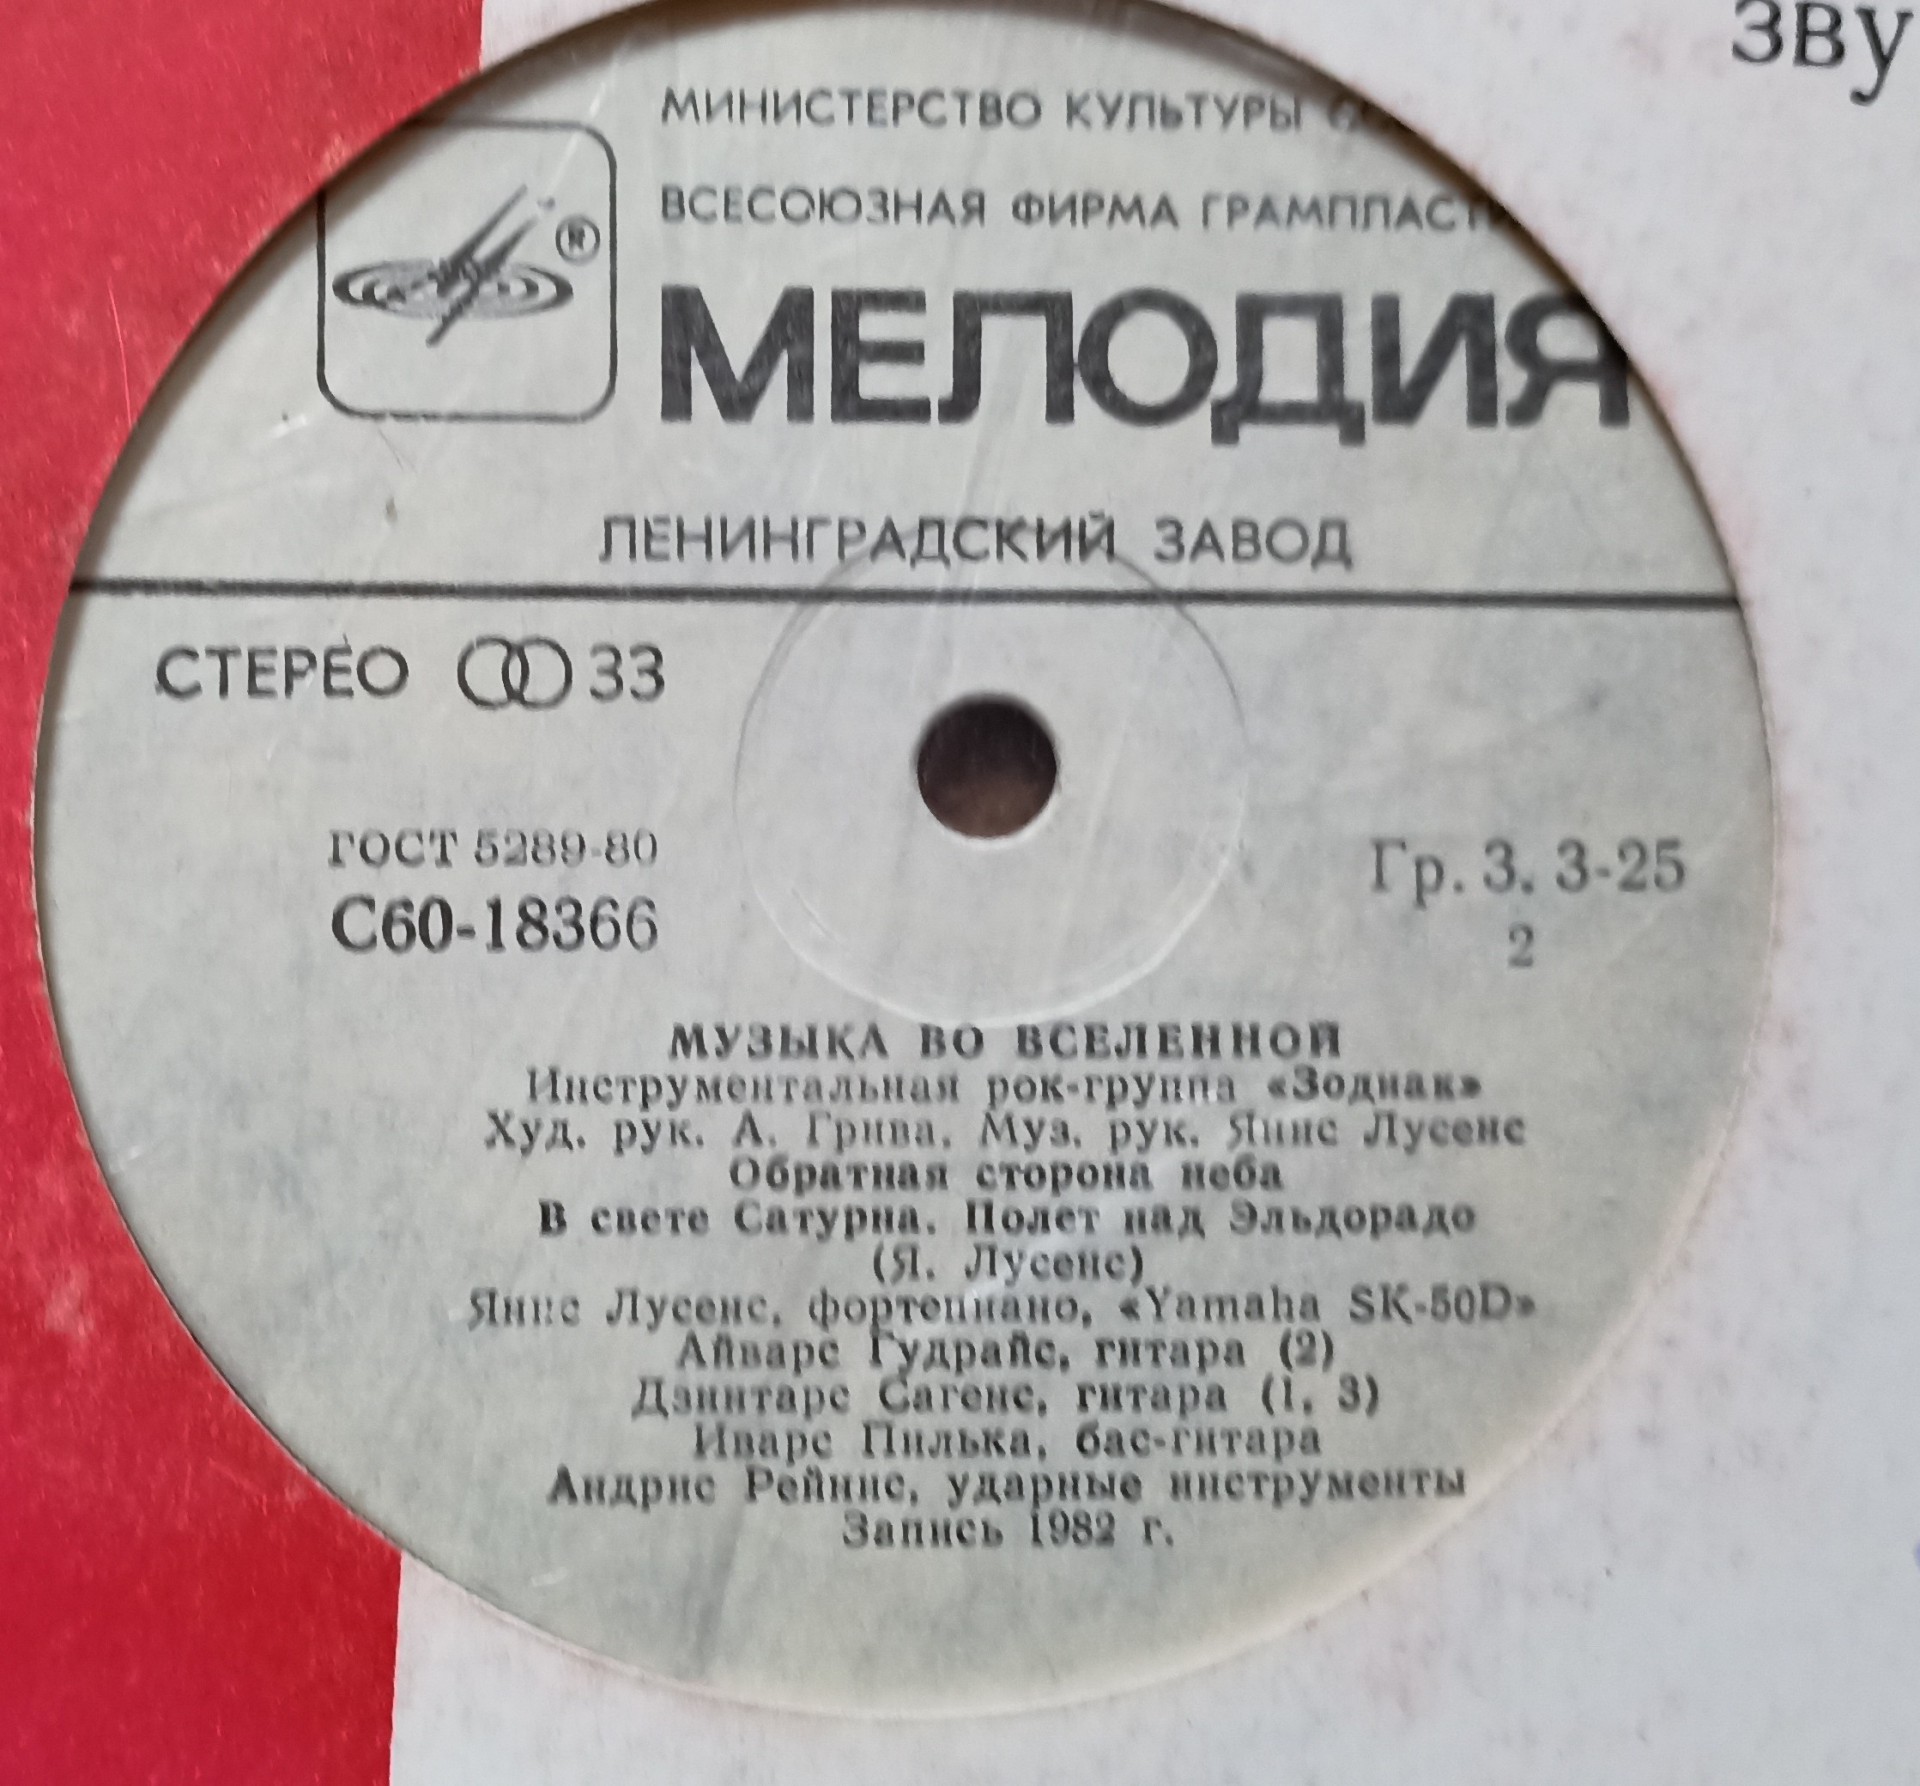 зву
МИНИСТЕРСТВО КУЛЬТУРЫ
ВСЕСОЮЗНАЯ ФИРМА ГРАМПЛАСТ
®
МЕЛОДИЯ
ЛЕНИНГРАДСКИЙ ЗАВОД
СТЕРЕО 33
ГОСТ 5289-80
С60-18366
Гр. 3. 3-25
2
МУЗЫКА ВО ВСЕЛЕННОЙ
Инструментальная рок-группа «Зодиак»
Худ. рук. А. Грива. Муз. рук. Янис Лусенс
Обратная сторона неба
В свете Сатурна. Полет над Эльдорадо
(Я. Лусенс)
Янис Лусенс, фортепиано, «Yamaha SK-50D»
Айварс Гудрайс, гитара (2)
Дзинтарс Сагенс, гитара (1, 3)
Иварс Пилька, бас-гитара
Андрис Рейнис, ударные инструменты
Запись 1982 г.